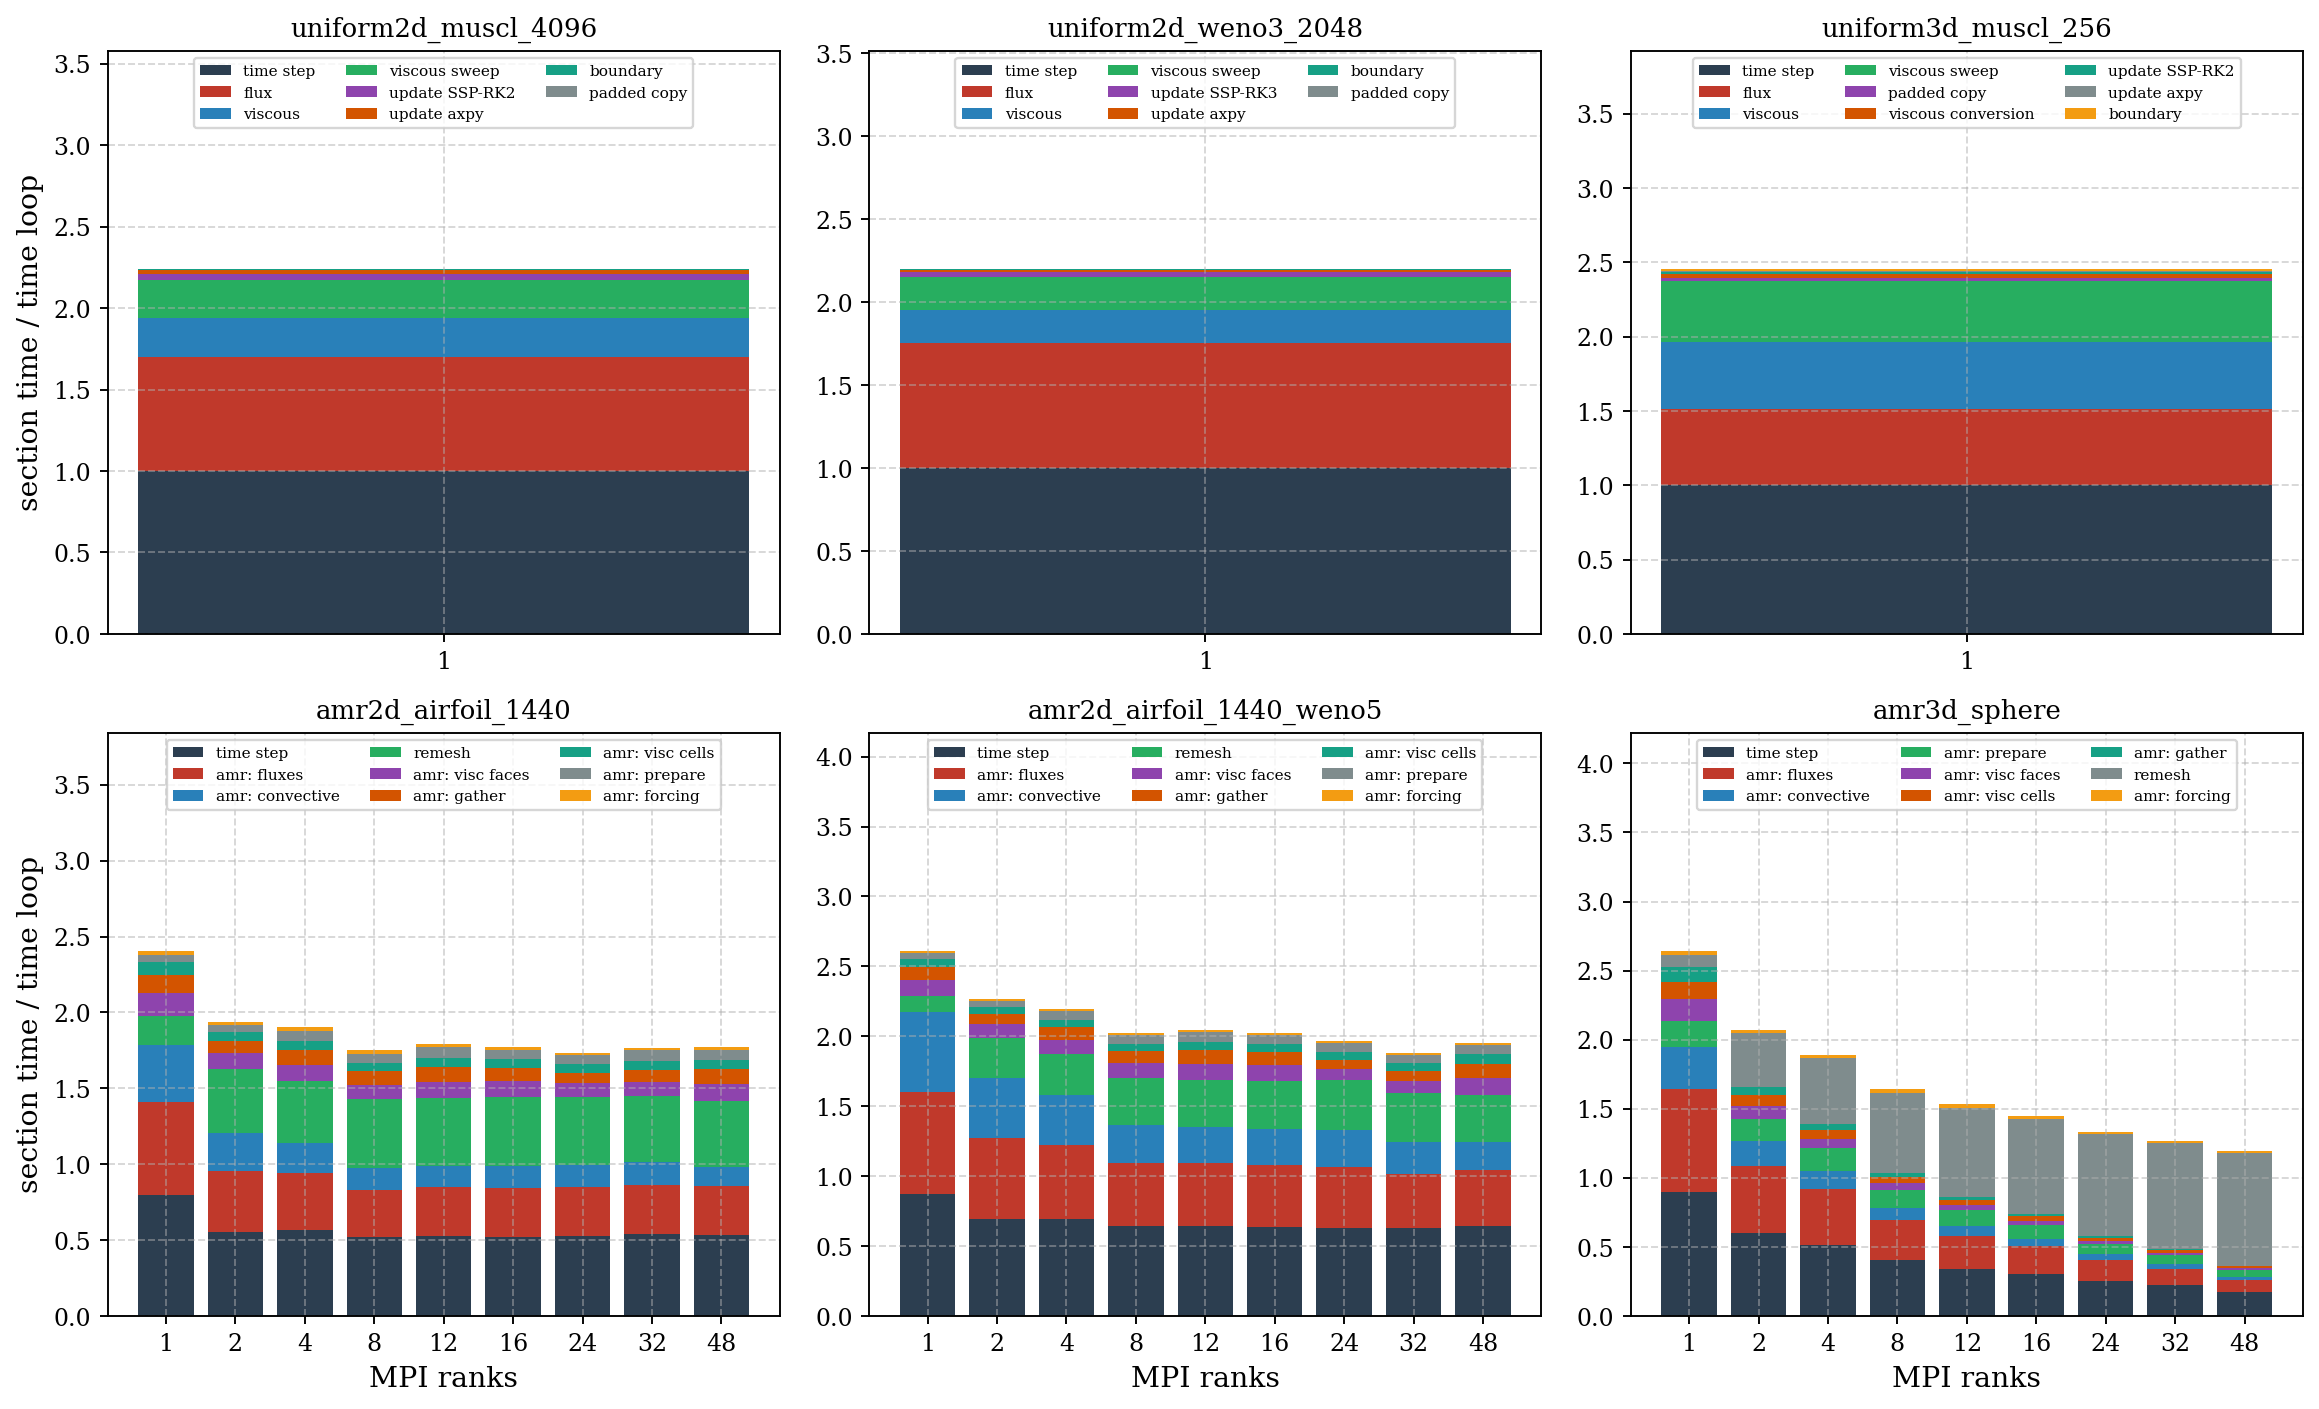 uniform2d_muscl_4096
uniform2d_weno3_2048
uniform3d_muscl_256
section time / time loop
3.5
3.0
2.5
2.0
1.5
1.0
0.5
0.0
time step
flux
viscous
viscous sweep
update SSP-RK2
update axpy
boundary
padded copy
1
3.5
3.0
2.5
2.0
1.5
1.0
0.5
0.0
time step
flux
viscous
viscous sweep
update SSP-RK3
update axpy
boundary
padded copy
1
3.5
3.0
2.5
2.0
1.5
1.0
0.5
0.0
time step
flux
viscous
viscous sweep
padded copy
viscous conversion
update SSP-RK2
update axpy
boundary
1
amr2d_airfoil_1440
amr2d_airfoil_1440_weno5
amr3d_sphere
section time / time loop
3.5
3.0
2.5
2.0
1.5
1.0
0.5
0.0
time step
amr: fluxes
amr: convective
remesh
amr: visc faces
amr: gather
amr: visc cells
amr: prepare
amr: forcing
1 2 4 8 12 16 24 32 48
MPI ranks
4.0
3.5
3.0
2.5
2.0
1.5
1.0
0.5
0.0
time step
amr: fluxes
amr: convective
remesh
amr: visc faces
amr: gather
amr: visc cells
amr: prepare
amr: forcing
1 2 4 8 12 16 24 32 48
MPI ranks
4.0
3.5
3.0
2.5
2.0
1.5
1.0
0.5
0.0
time step
amr: fluxes
amr: convective
amr: prepare
amr: visc faces
amr: visc cells
amr: gather
remesh
amr: forcing
1 2 4 8 12 16 24 32 48
MPI ranks